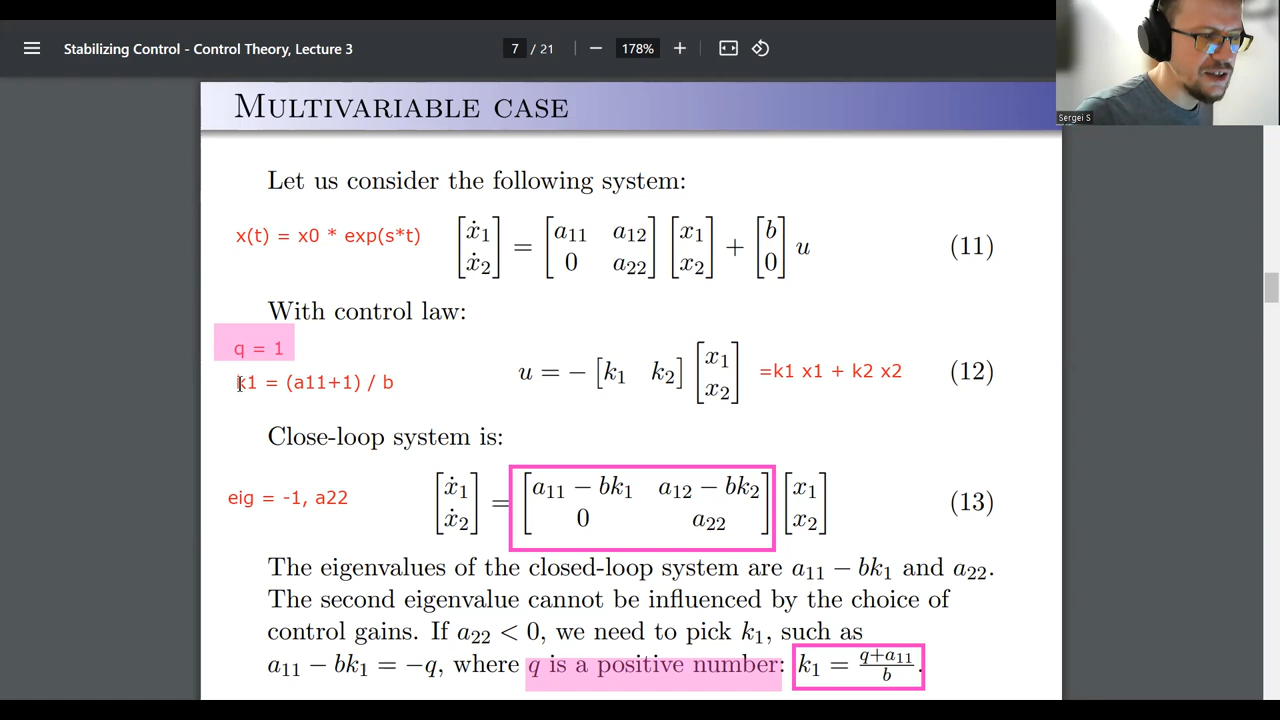 Stabilizing Control - Control Theory, Lecture 3
7 / 21
178%
Sergei S
MULTIVARIABLE CASE
Let us consider the following system:
x(t) = x0 * exp(s*t)
[ẋ1; ẋ2] = [a11 a12; 0 a22] [x1; x2] + [b; 0] u (11)
With control law:
q = 1
k1 = (a11+1) / b
u = − [k1 k2] [x1; x2] =k1 x1 + k2 x2 (12)
Close-loop system is:
eig = -1, a22
[ẋ1; ẋ2] = [a11 − bk1 a12 − bk2; 0 a22] [x1; x2] (13)
The eigenvalues of the closed-loop system are a11 − bk1 and a22.
The second eigenvalue cannot be influenced by the choice of
control gains. If a22 < 0, we need to pick k1, such as
a11 − bk1 = −q, where q is a positive number: k1 = (q+a11)/b.